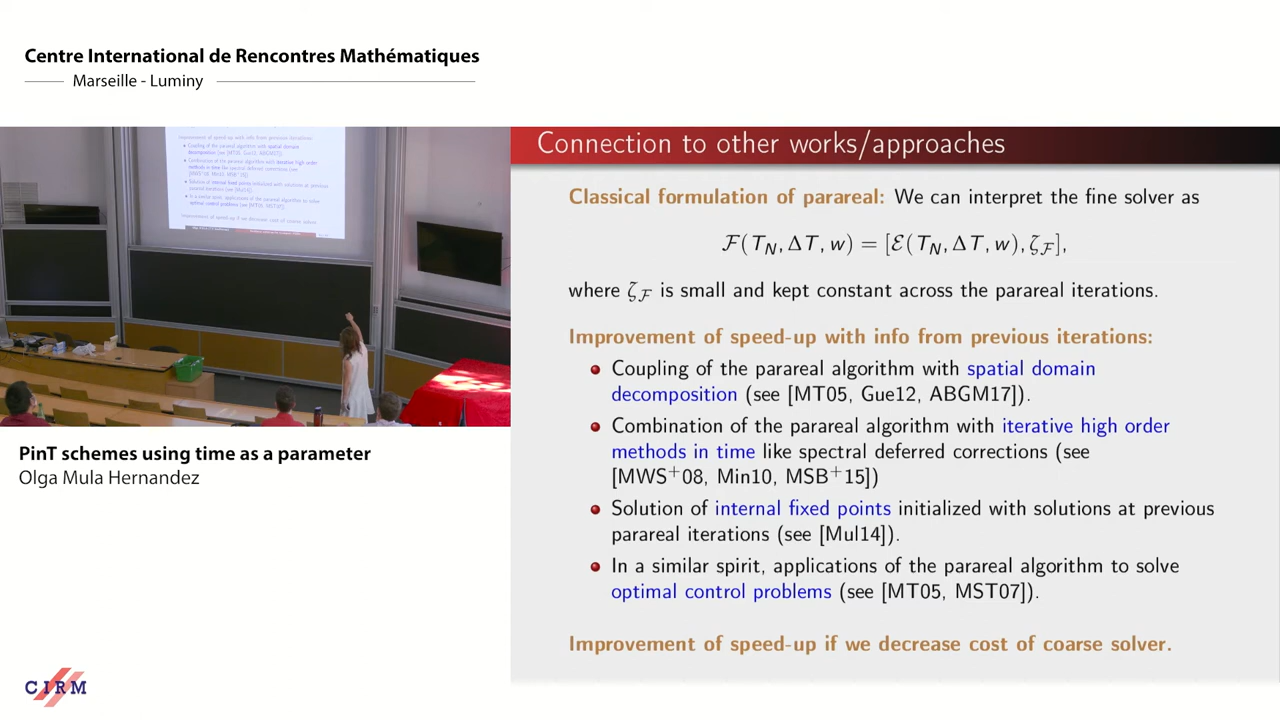 Centre International de Rencontres Mathématiques
Marseille - Luminy
Connection to other works/approaches
Classical formulation of parareal: We can interpret the fine solver as
ℱ(T_N, ΔT, w) = [ℰ(T_N, ΔT, w), ζ_ℱ],
where ζ_ℱ is small and kept constant across the parareal iterations.
Improvement of speed-up with info from previous iterations:
Coupling of the parareal algorithm with spatial domain
decomposition (see [MT05, Gue12, ABGM17]).
Combination of the parareal algorithm with iterative high order
methods in time like spectral deferred corrections (see
[MWS+08, Min10, MSB+15])
Solution of internal fixed points initialized with solutions at previous
parareal iterations (see [Mul14]).
In a similar spirit, applications of the parareal algorithm to solve
optimal control problems (see [MT05, MST07]).
Improvement of speed-up if we decrease cost of coarse solver.
PinT schemes using time as a parameter
Olga Mula Hernandez
CIRM